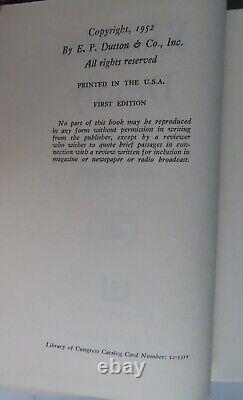 Copyright, 1952
By E. P. Dutton & Co., Inc.
All rights reserved
PRINTED IN THE U.S.A.
FIRST EDITION
No part of this book may be reproduced
in any form without permission in writing
from the publisher, except by a reviewer
who wishes to quote brief passages in con-
nection with a review written for inclusion in
magazine or newspaper or radio broadcast.
Library of Congress Catalog Card Number:
ebay